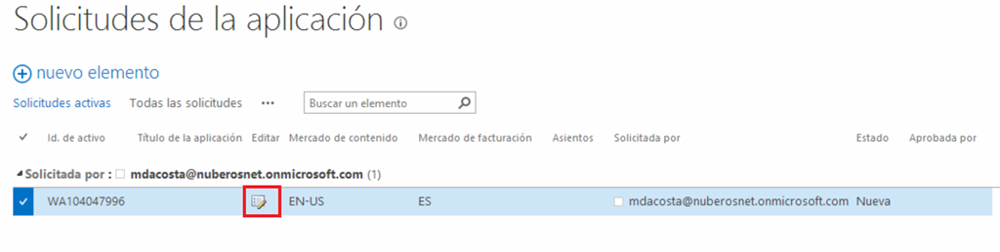 Solicitudes de la aplicación
nuevo elemento
Solicitudes activas Todas las solicitudes ... Buscar un elemento
Id. de activo Título de la aplicación Editar Mercado de contenido Mercado de facturación Asientos Solicitada por Estado Aprobada por
Solicitada por : mdacosta@nuberosnet.onmicrosoft.com (1)
WA104047996 EN-US ES mdacosta@nuberosnet.onmicrosoft.com Nueva